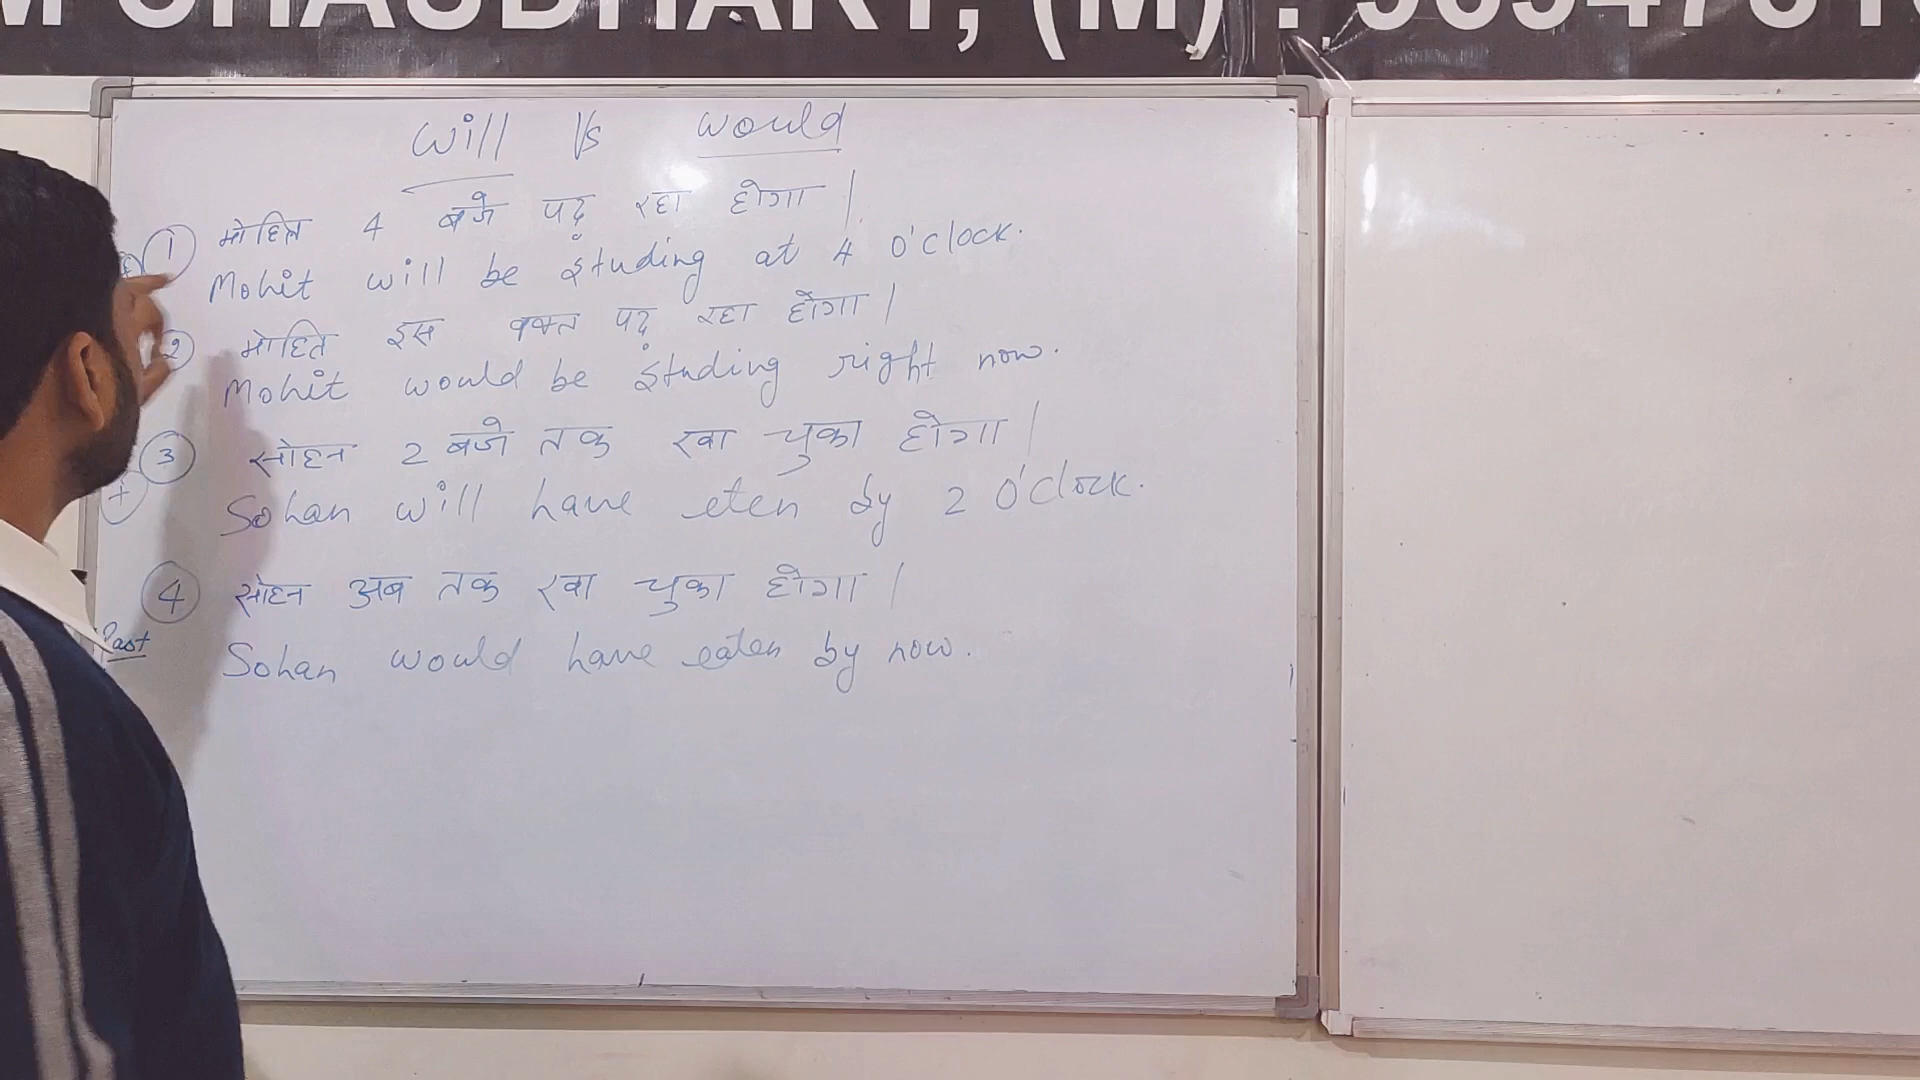 M CHAUDHARY, (M) : 96947816
Will Vs would
① मोहित 4 बजे पढ़ रहा होगा |
Mohit will be studing at 4 o'clock.
② मोहित इस वक्त पढ़ रहा होगा |
Mohit would be studing right now.
③ सोहन 2 बजे तक खा चुका होगा |
+
Sohan will have eten by 2 o'clock.
④ सोहन अब तक खा चुका होगा |
Past
Sohan would have eaten by now.